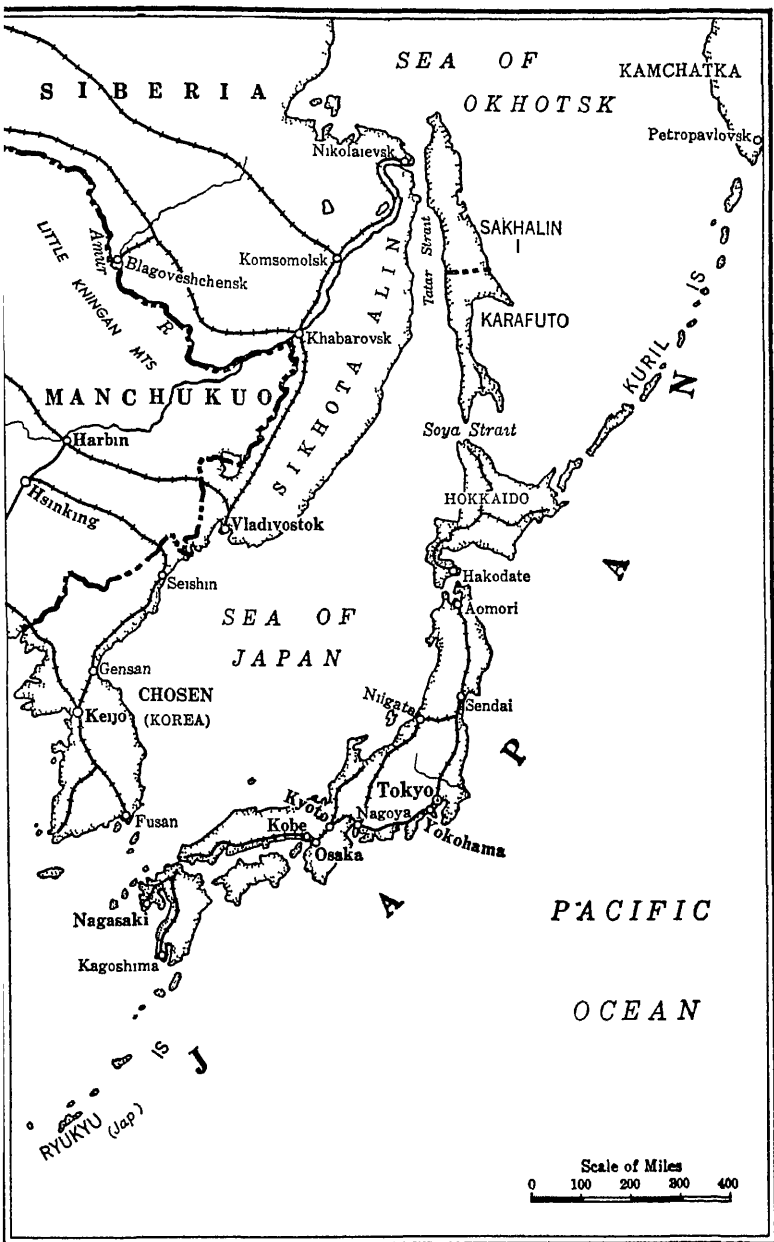 SEA OF
OKHOTSK
KAMCHATKA
SIBERIA
Petropavlovsk
Nikolaievsk
SAKHALIN
I
Tatar Strait
Amur
R
Blagoveshchensk
Komsomolsk
LITTLE
KNINGAN MTS
KARAFUTO
KURIL IS
Khabarovsk
SIKHOTA ALIN
MANCHUKUO
Soya Strait
Harbin
Hsinking
HOKKAIDO
Vladivostok
Seishin
Hakodate
Aomori
SEA OF
JAPAN
Gensan
CHOSEN
(KOREA)
Keijo
Niigata
Sendai
Tokyo
Kyoto
Nagoya
Yokohama
Fusan
Kobe
Osaka
JAPAN
Nagasaki
PACIFIC
OCEAN
Kagoshima
RYUKYU IS
(Jap)
Scale of Miles
0 100 200 300 400